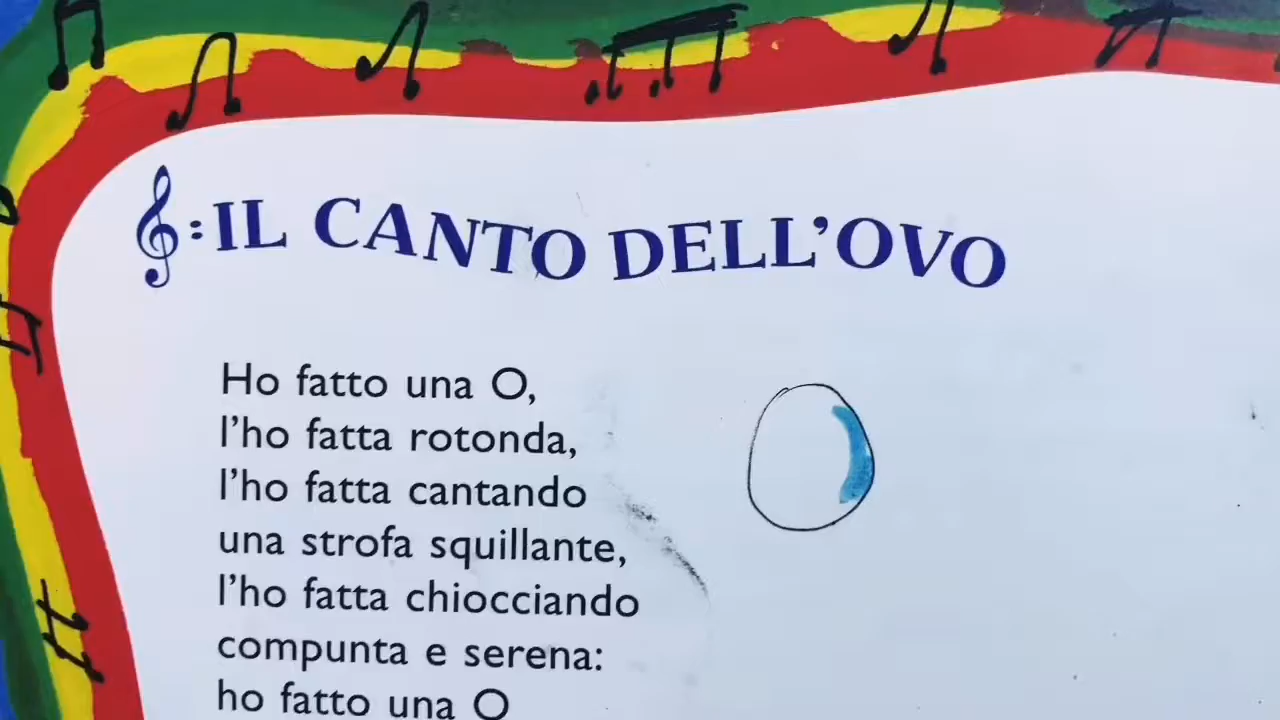 : IL CANTO DELL'OVO
Ho fatto una O,
l'ho fatta rotonda,
l'ho fatta cantando
una strofa squillante,
l'ho fatta chiocciando
compunta e serena:
ho fatto una O